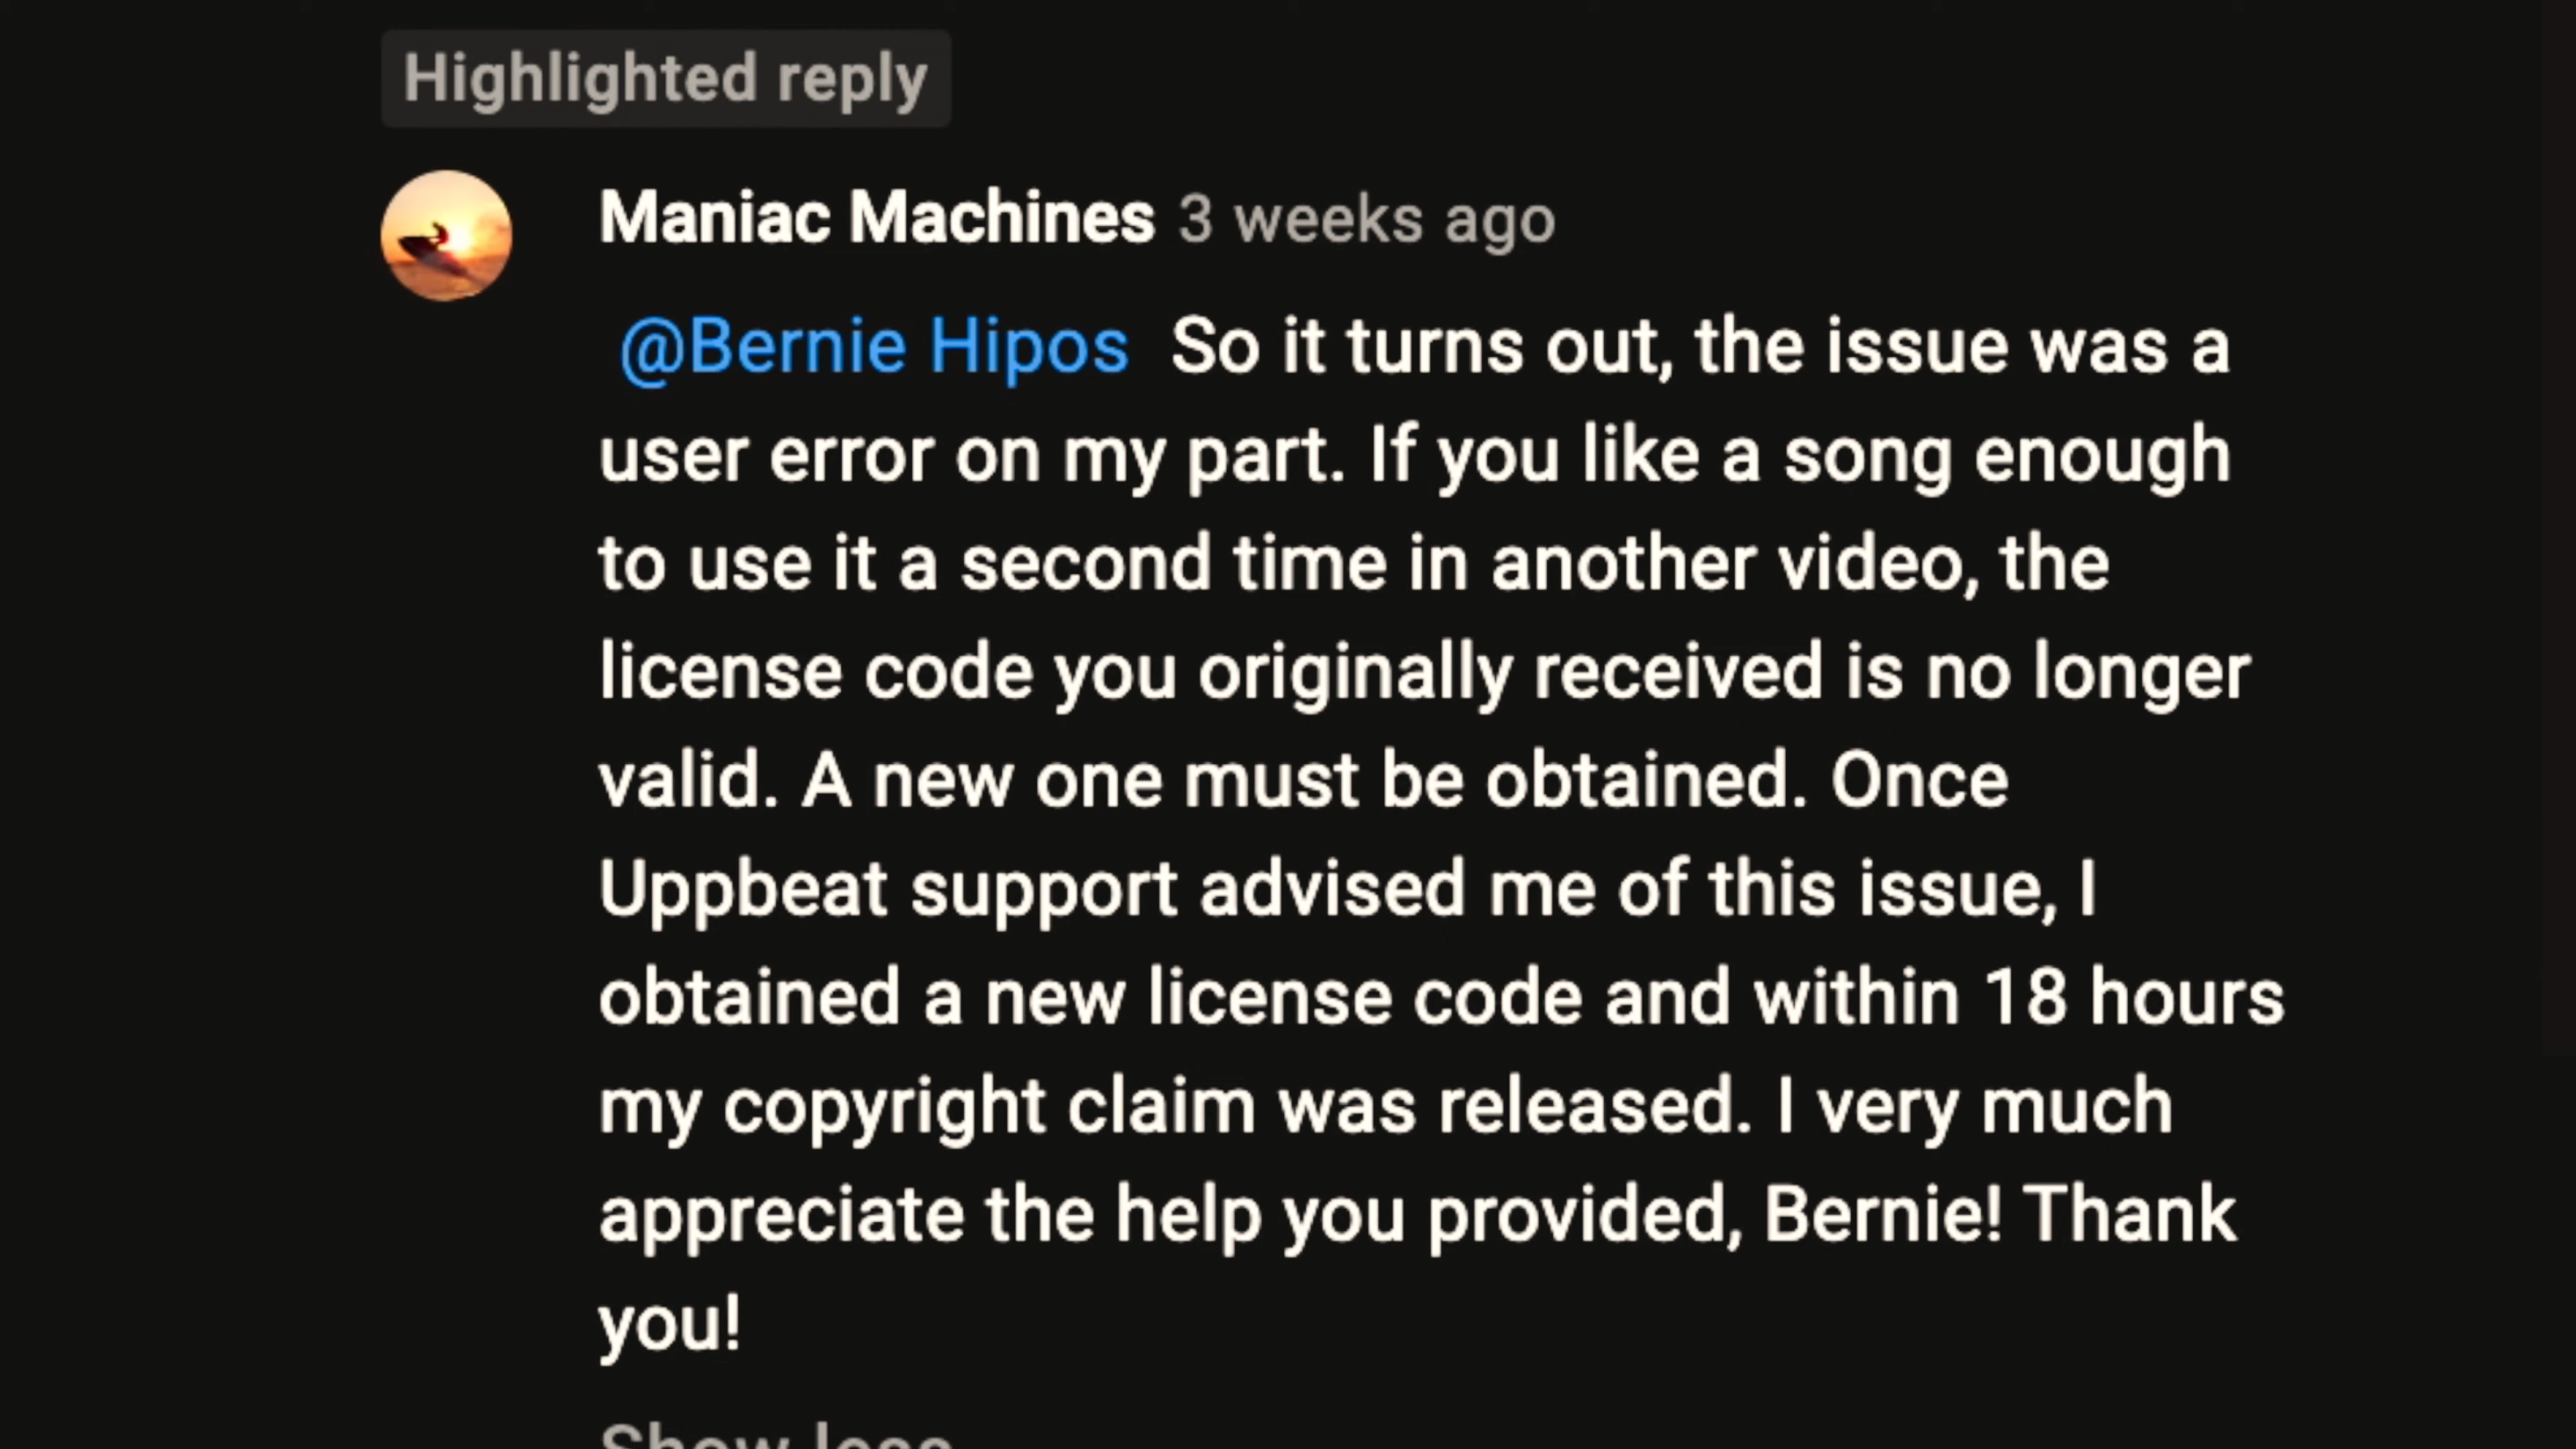 Highlighted reply
Maniac Machines 3 weeks ago
@Bernie Hipos So it turns out, the issue was a
user error on my part. If you like a song enough
to use it a second time in another video, the
license code you originally received is no longer
valid. A new one must be obtained. Once
Uppbeat support advised me of this issue, I
obtained a new license code and within 18 hours
my copyright claim was released. I very much
appreciate the help you provided, Bernie! Thank
you!
Show less